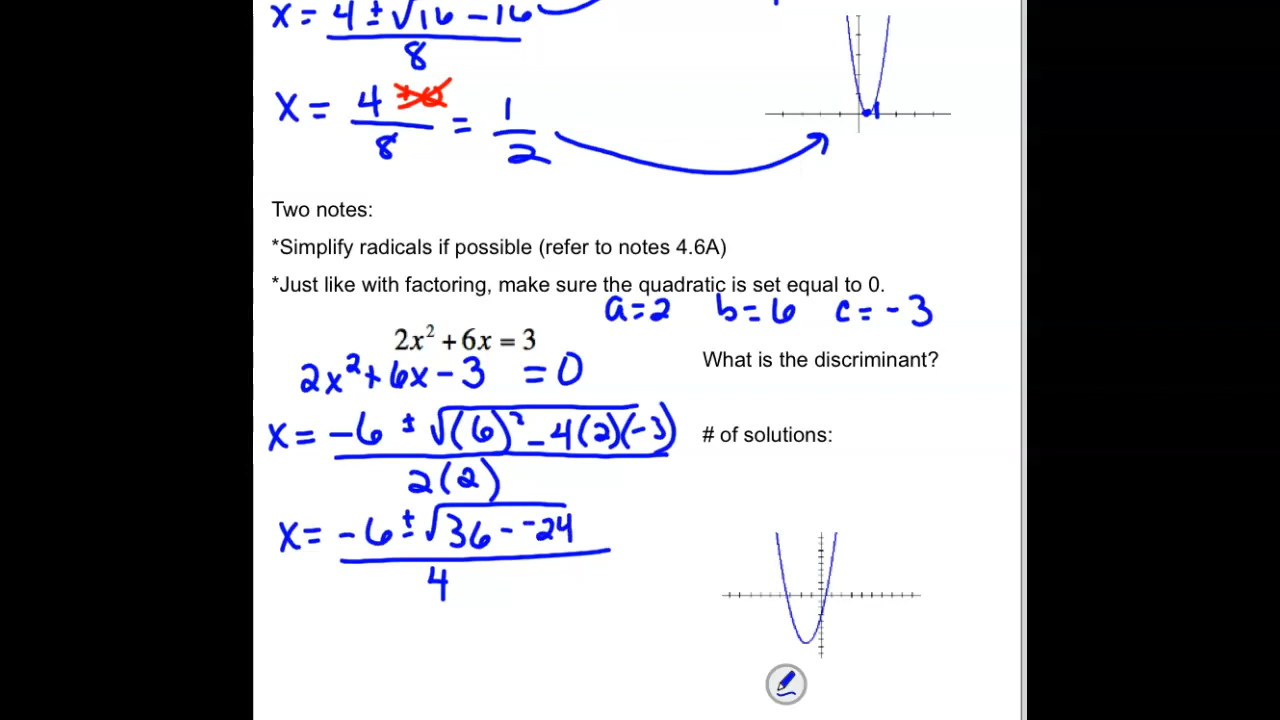 x = 4 ± √16 - 16
8
x = 4 ± 0 = 1
8 2
Two notes:
*Simplify radicals if possible (refer to notes 4.6A)
*Just like with factoring, make sure the quadratic is set equal to 0.
a = 2 b = 6 c = -3
2x² + 6x = 3
What is the discriminant?
2x² + 6x - 3 = 0
x = -6 ± √(6)² - 4(2)(-3)
# of solutions:
2(2)
x = -6 ± √36 - -24
4